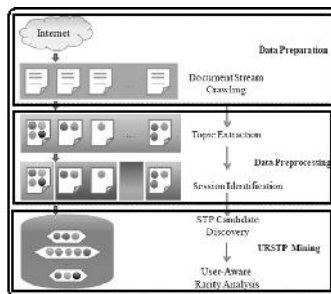 Internet
Data Preparation
Document Stream
Crawling
Topic Extraction
Data Preprocessing
Session Identification
STP Candidate
Discovery
URSTP Mining
User-Aware
Rarity Analysis